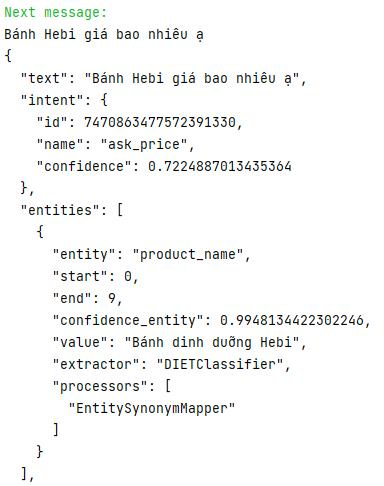 Next message:
Bánh Hebi giá bao nhiêu ạ
{
  "text": "Bánh Hebi giá bao nhiêu ạ",
  "intent": {
    "id": 7470863477572391330,
    "name": "ask_price",
    "confidence": 0.7224887013435364
  },
  "entities": [
    {
      "entity": "product_name",
      "start": 0,
      "end": 9,
      "confidence_entity": 0.9948134422302246,
      "value": "Bánh dinh dưỡng Hebi",
      "extractor": "DIETClassifier",
      "processors": [
        "EntitySynonymMapper"
      ]
    }
  ],